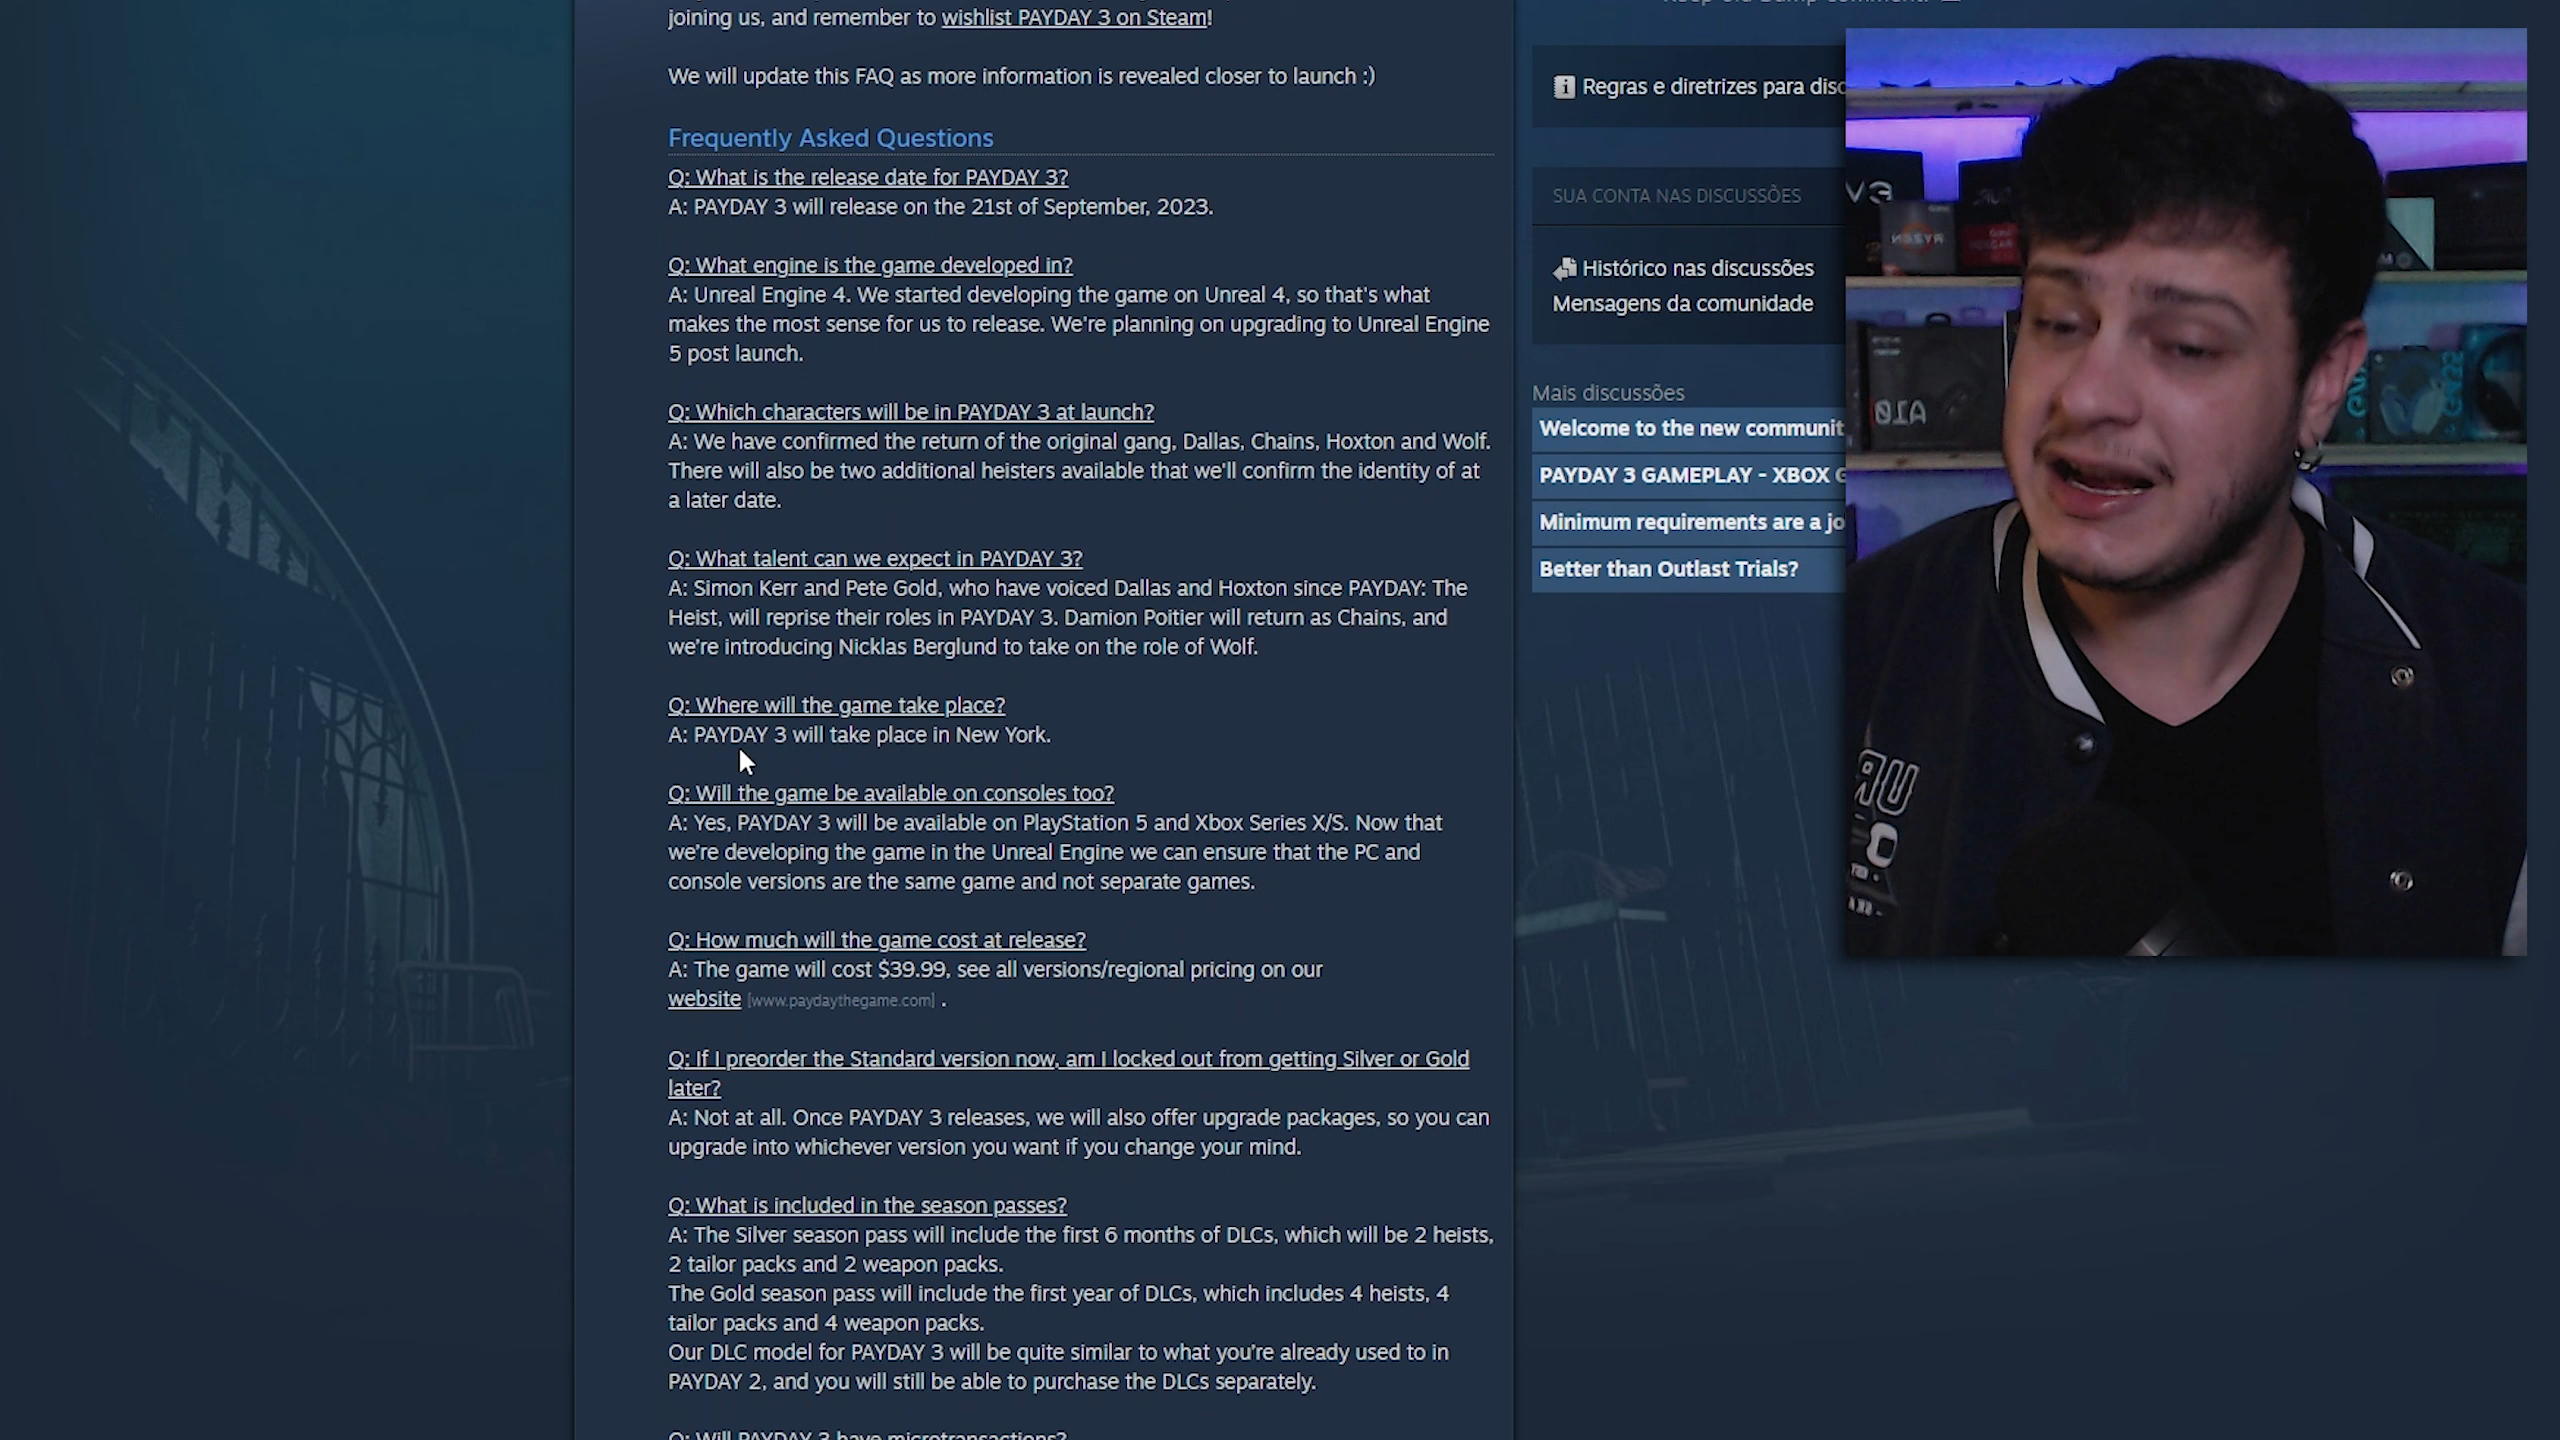 joining us, and remember to wishlist PAYDAY 3 on Steam!
We will update this FAQ as more information is revealed closer to launch :)
Frequently Asked Questions
Q: What is the release date for PAYDAY 3?
A: PAYDAY 3 will release on the 21st of September, 2023.
Q: What engine is the game developed in?
A: Unreal Engine 4. We started developing the game on Unreal 4, so that's what
makes the most sense for us to release. We're planning on upgrading to Unreal Engine
5 post launch.
Q: Which characters will be in PAYDAY 3 at launch?
A: We have confirmed the return of the original gang, Dallas, Chains, Hoxton and Wolf.
There will also be two additional heisters available that we'll confirm the identity of at
a later date.
Q: What talent can we expect in PAYDAY 3?
A: Simon Kerr and Pete Gold, who have voiced Dallas and Hoxton since PAYDAY: The
Heist, will reprise their roles in PAYDAY 3. Damion Poitier will return as Chains, and
we're introducing Nicklas Berglund to take on the role of Wolf.
Q: Where will the game take place?
A: PAYDAY 3 will take place in New York.
Q: Will the game be available on consoles too?
A: Yes, PAYDAY 3 will be available on PlayStation 5 and Xbox Series X/S. Now that
we're developing the game in the Unreal Engine we can ensure that the PC and
console versions are the same game and not separate games.
Q: How much will the game cost at release?
A: The game will cost $39.99, see all versions/regional pricing on our
website [www.paydaythegame.com] .
Q: If I preorder the Standard version now, am I locked out from getting Silver or Gold
later?
A: Not at all. Once PAYDAY 3 releases, we will also offer upgrade packages, so you can
upgrade into whichever version you want if you change your mind.
Q: What is included in the season passes?
A: The Silver season pass will include the first 6 months of DLCs, which will be 2 heists,
2 tailor packs and 2 weapon packs.
The Gold season pass will include the first year of DLCs, which includes 4 heists, 4
tailor packs and 4 weapon packs.
Our DLC model for PAYDAY 3 will be quite similar to what you're already used to in
PAYDAY 2, and you will still be able to purchase the DLCs separately.
Q: Will PAYDAY 3 have microtransactions?
Regras e diretrizes para disc
SUA CONTA NAS DISCUSSÕES
Histórico nas discussões
Mensagens da comunidade
Mais discussões
Welcome to the new communit
PAYDAY 3 GAMEPLAY - XBOX G
Minimum requirements are a jo
Better than Outlast Trials?
V3
RYZEN
A10